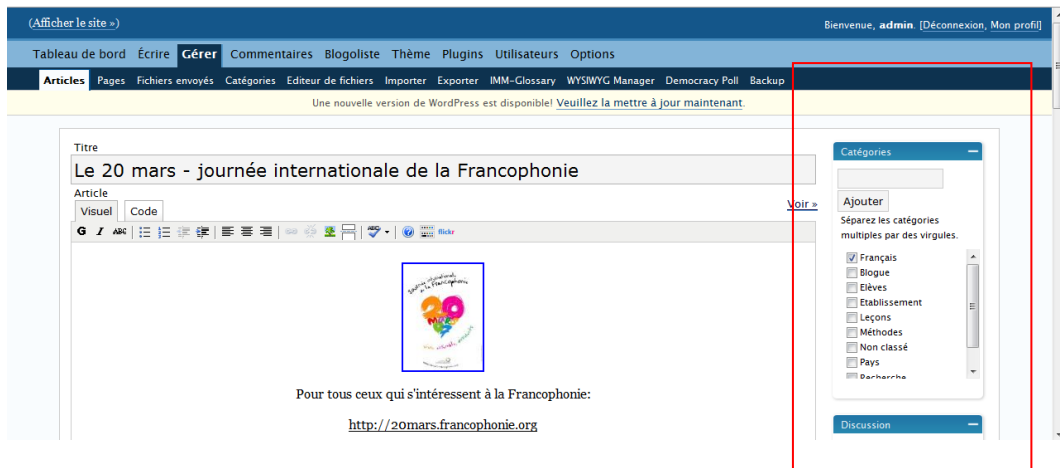 (Afficher le site »)
Bienvenue, admin. [Déconnexion, Mon profil]
Tableau de bord Écrire Gérer Commentaires Blogoliste Thème Plugins Utilisateurs Options
Articles Pages Fichiers envoyés Catégories Editeur de fichiers Importer Exporter IMM-Glossary WYSIWYG Manager Democracy Poll Backup
Une nouvelle version de WordPress est disponible! Veuillez la mettre à jour maintenant.
Titre
Le 20 mars - journée internationale de la Francophonie
Article
Visuel Code
Voir »
G I ABC
flickr
20
Pour tous ceux qui s'intéressent à la Francophonie:
http://20mars.francophonie.org
Catégories
Ajouter
Séparez les catégories
multiples par des virgules.
Français
Blogue
Elèves
Etablissement
Leçons
Méthodes
Non classé
Pays
Recherche
Discussion